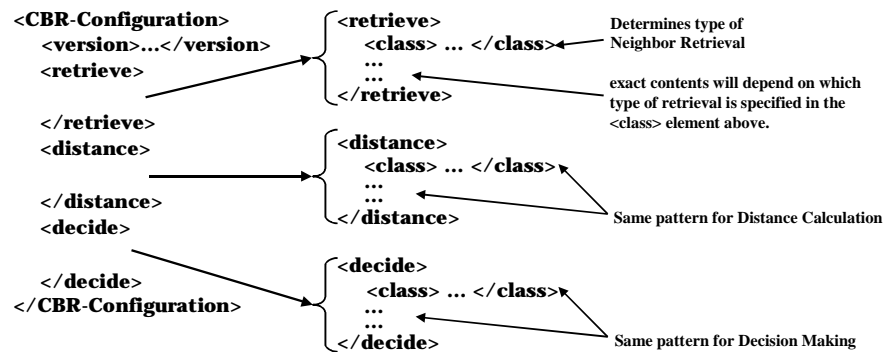 <CBR-Configuration>
<version>...</version>
<retrieve>
</retrieve>
<distance>
</distance>
<decide>
</decide>
</CBR-Configuration>
<retrieve>
<class> ... </class>
...
...
</retrieve>
<distance>
<class> ... </class>
...
...
</distance>
<decide>
<class> ... </class>
...
...
</decide>
Determines type of
Neighbor Retrieval
exact contents will depend on which
type of retrieval is specified in the
<class> element above.
Same pattern for Distance Calculation
Same pattern for Decision Making